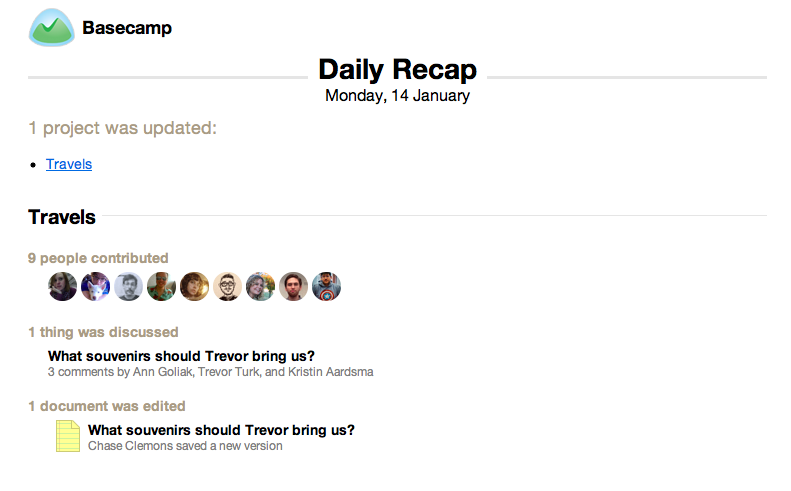 Basecamp
Daily Recap
Monday, 14 January
1 project was updated:
Travels
Travels
9 people contributed
1 thing was discussed
What souvenirs should Trevor bring us?
3 comments by Ann Goliak, Trevor Turk, and Kristin Aardsma
1 document was edited
What souvenirs should Trevor bring us?
Chase Clemons saved a new version